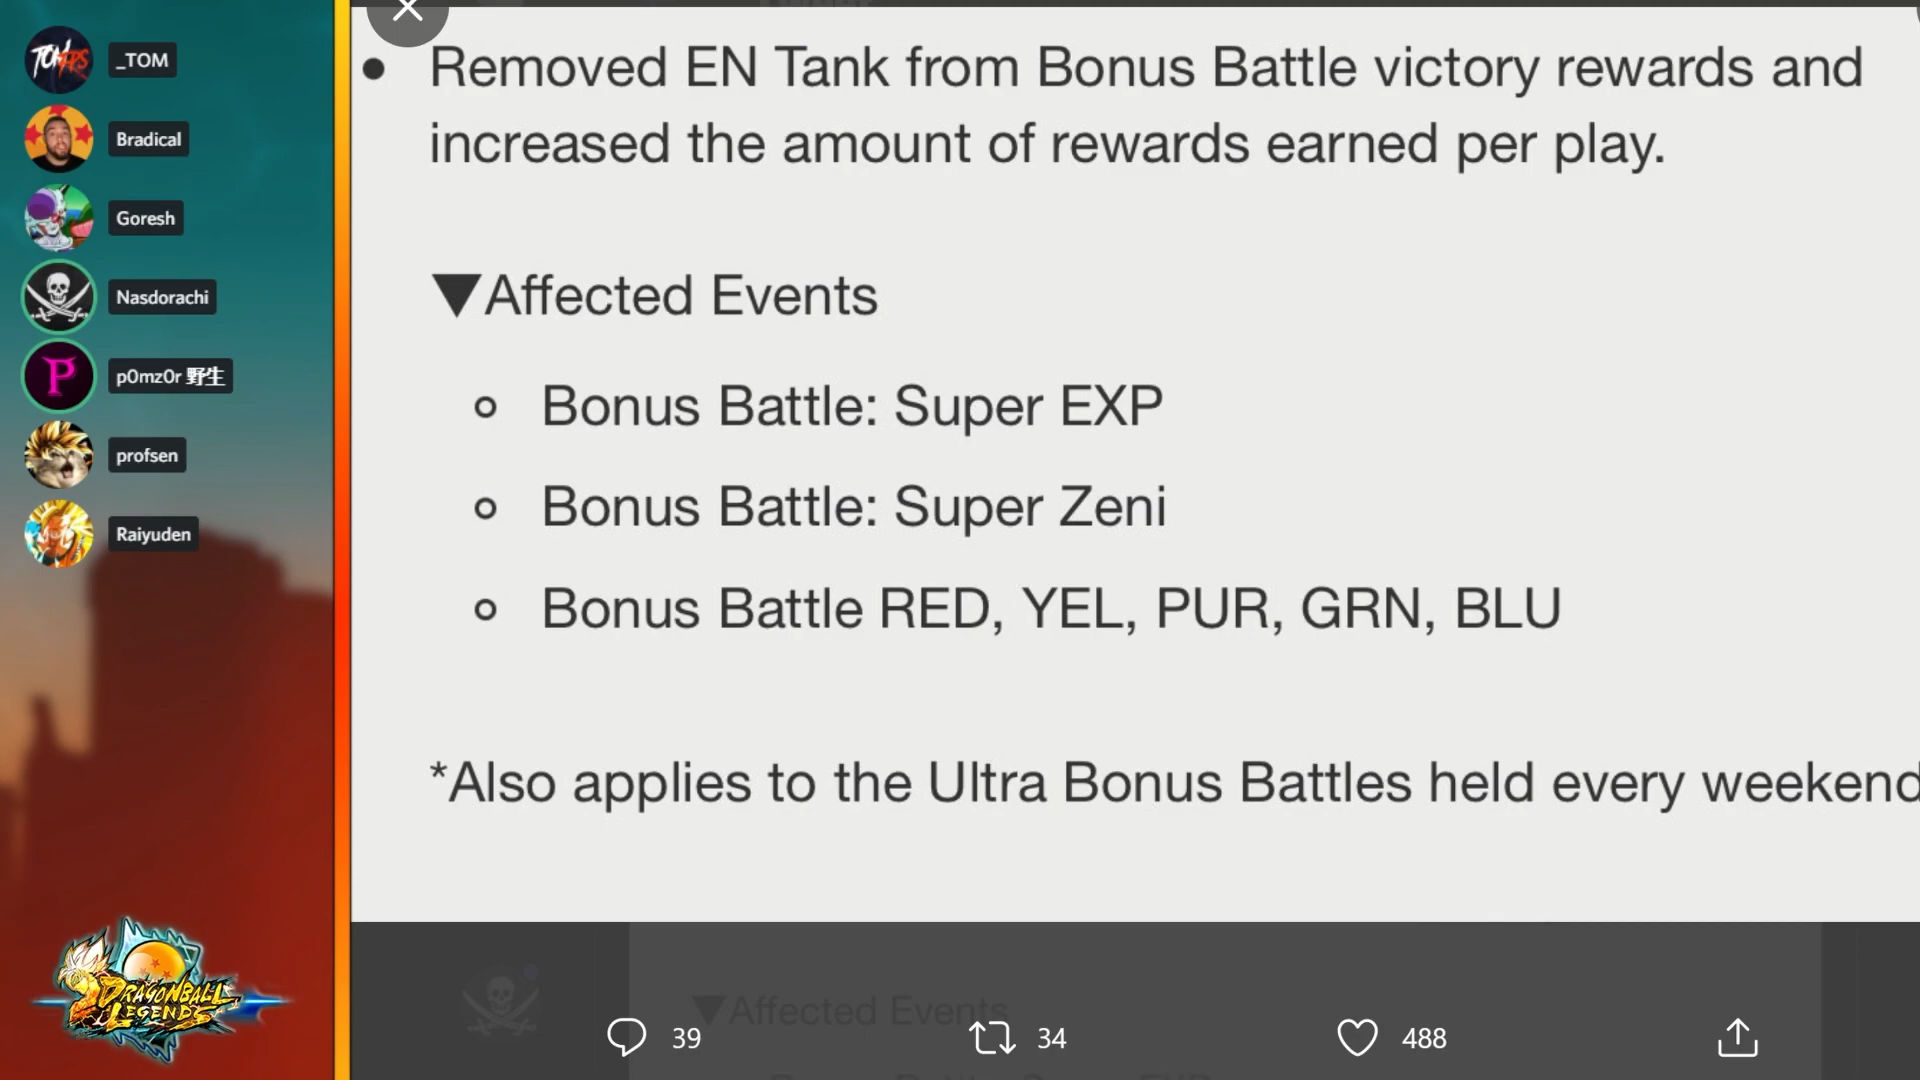 _TOM
Bradical
Goresh
Nasdorachi
p0mz0r 野生
profsen
Raiyuden
DRAGONBALL
LEGENDS
• Removed EN Tank from Bonus Battle victory rewards and
increased the amount of rewards earned per play.
▼Affected Events
Bonus Battle: Super EXP
Bonus Battle: Super Zeni
Bonus Battle RED, YEL, PUR, GRN, BLU
*Also applies to the Ultra Bonus Battles held every weekend
▼Affected Events
39
34
488